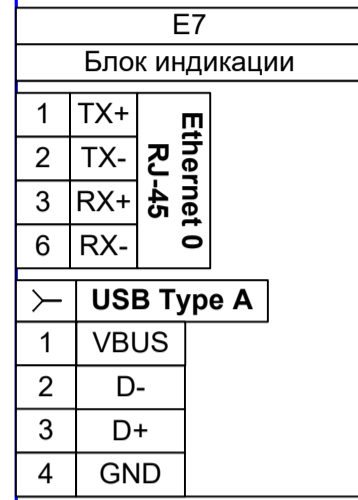 E7
Блок индикации
1 TX+
2 TX-
3 RX+
6 RX-
Ethernet 0
RJ-45
USB Type A
1 VBUS
2 D-
3 D+
4 GND